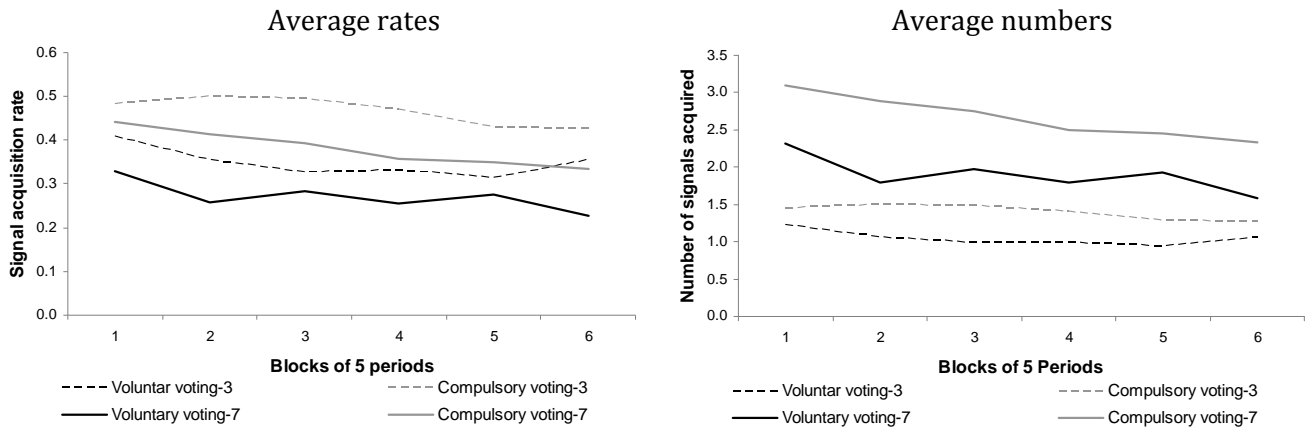 Average rates
0.6
0.5
0.4
0.3
0.2
0.1
0.0
Signal acquisition rate
1 2 3 4 5 6
Blocks of 5 periods
Voluntar voting-3 Compulsory voting-3
Voluntary voting-7 Compulsory voting-7
Average numbers
3.5
3.0
2.5
2.0
1.5
1.0
0.5
0.0
Number of signals acquired
1 2 3 4 5 6
Blocks of 5 Periods
Voluntar voting-3 Compulsory voting-3
Voluntary voting-7 Compulsory voting-7